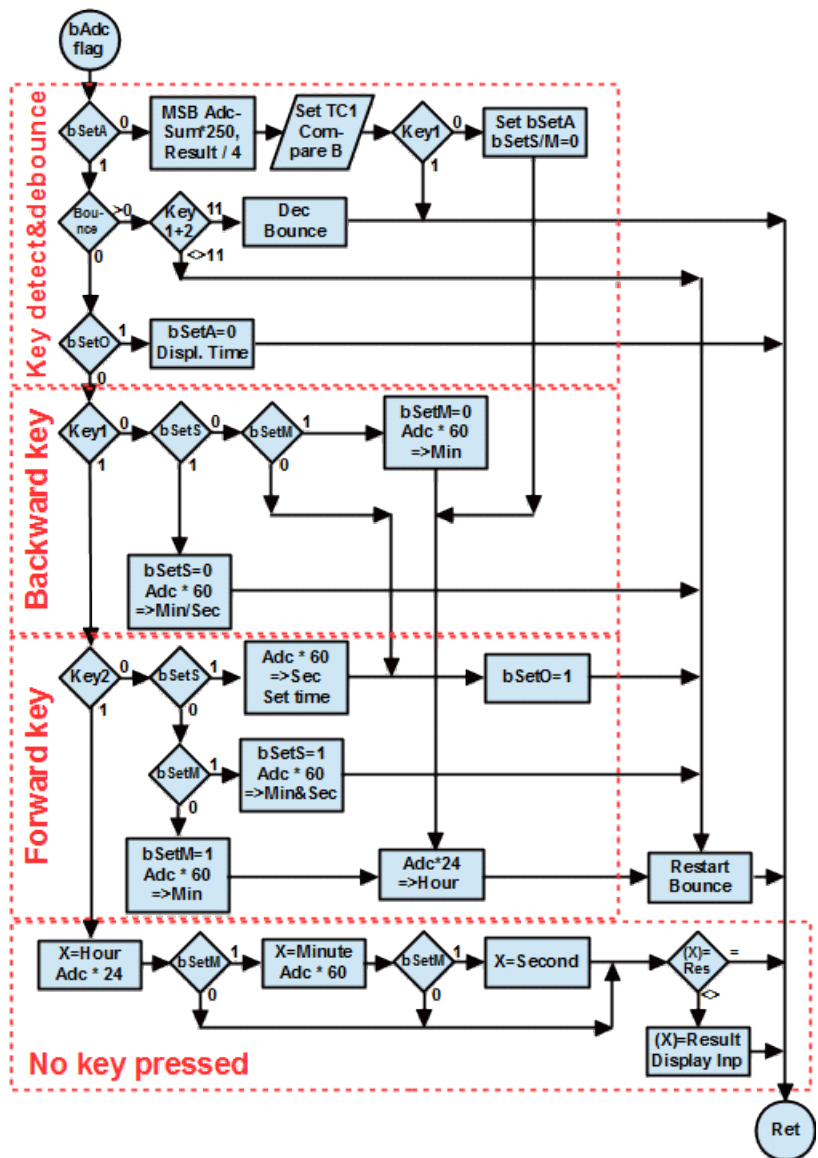 bAdc
flag
Key detect&debounce
bSetA
0
1
MSB Adc-
Sum*250,
Result / 4
Set TC1
Com-
pare B
Key1
0
1
Set bSetA
bSetS/M=0
Bou-
nce
>0
0
Key
1+2
11
<>11
Dec
Bounce
bSetO
1
0
bSetA=0
Displ. Time
Backward key
Key1
0
1
bSetS
0
1
bSetM
1
0
bSetM=0
Adc * 60
=>Min
bSetS=0
Adc * 60
=>Min/Sec
Forward key
Key2
0
1
bSetS
1
0
Adc * 60
=>Sec
Set time
bSetO=1
bSetM
1
0
bSetS=1
Adc * 60
=>Min&Sec
bSetM=1
Adc * 60
=>Min
Adc*24
=>Hour
Restart
Bounce
X=Hour
Adc * 24
bSetM
1
0
X=Minute
Adc * 60
bSetM
1
0
X=Second
(X)=
Res
=
<>
(X)=Result
Display Inp
No key pressed
Ret